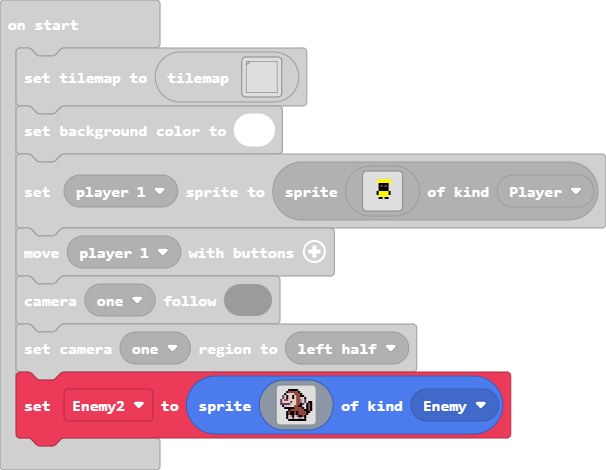 on start
set tilemap to tilemap
set background color to
set player 1 sprite to sprite of kind Player
move player 1 with buttons
camera one follow
set camera one region to left half
set Enemy2 to sprite of kind Enemy